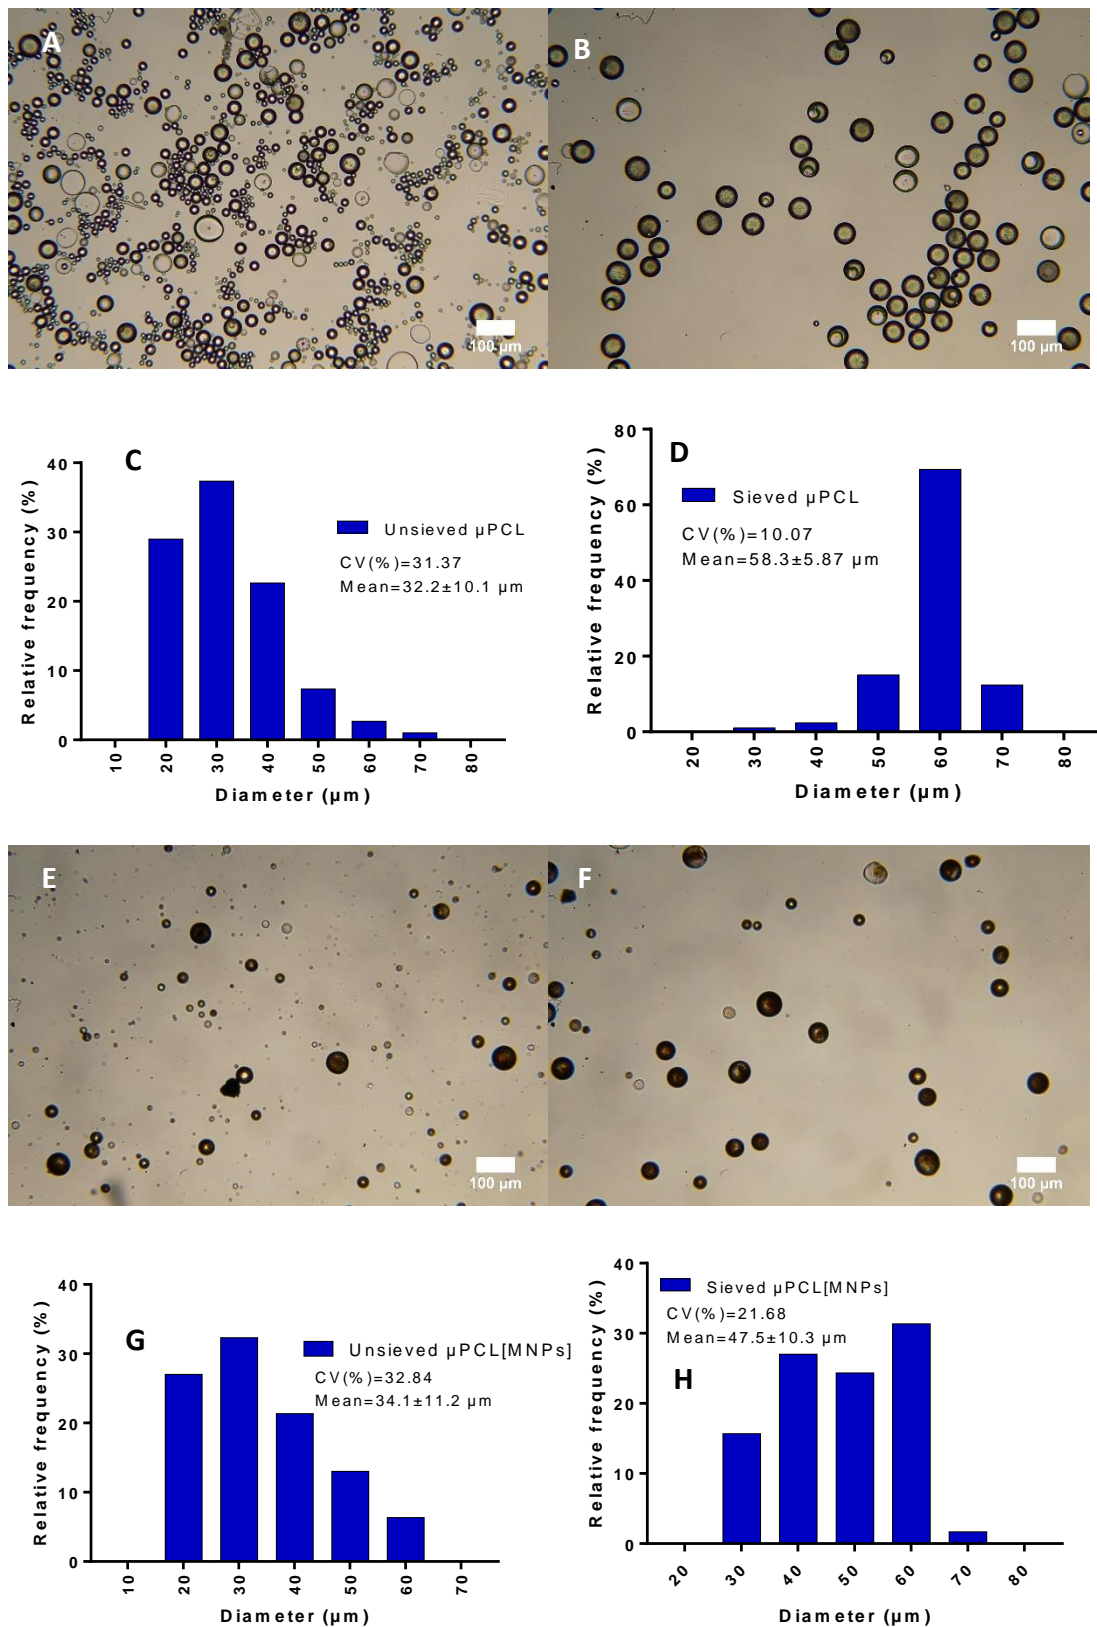 A
B
100 µm
100 µm
C
Relative frequency (%)
40
30
20
10
0
Unsieved µPCL
CV(%)=31.37
Mean=32.2±10.1 µm
10 20 30 40 50 60 70 80
Diameter (µm)
D
Relative frequency (%)
80
60
40
20
0
Sieved µPCL
CV(%)=10.07
Mean=58.3±5.87 µm
20 30 40 50 60 70 80
Diameter (µm)
E
F
100 µm
100 µm
G
Relative frequency (%)
40
30
20
10
0
Unsieved µPCL[MNPs]
CV(%)=32.84
Mean=34.1±11.2 µm
10 20 30 40 50 60 70
Diameter (µm)
H
Relative frequency (%)
40
30
20
10
0
Sieved µPCL[MNPs]
CV(%)=21.68
Mean=47.5±10.3 µm
20 30 40 50 60 70 80
Diameter (µm)